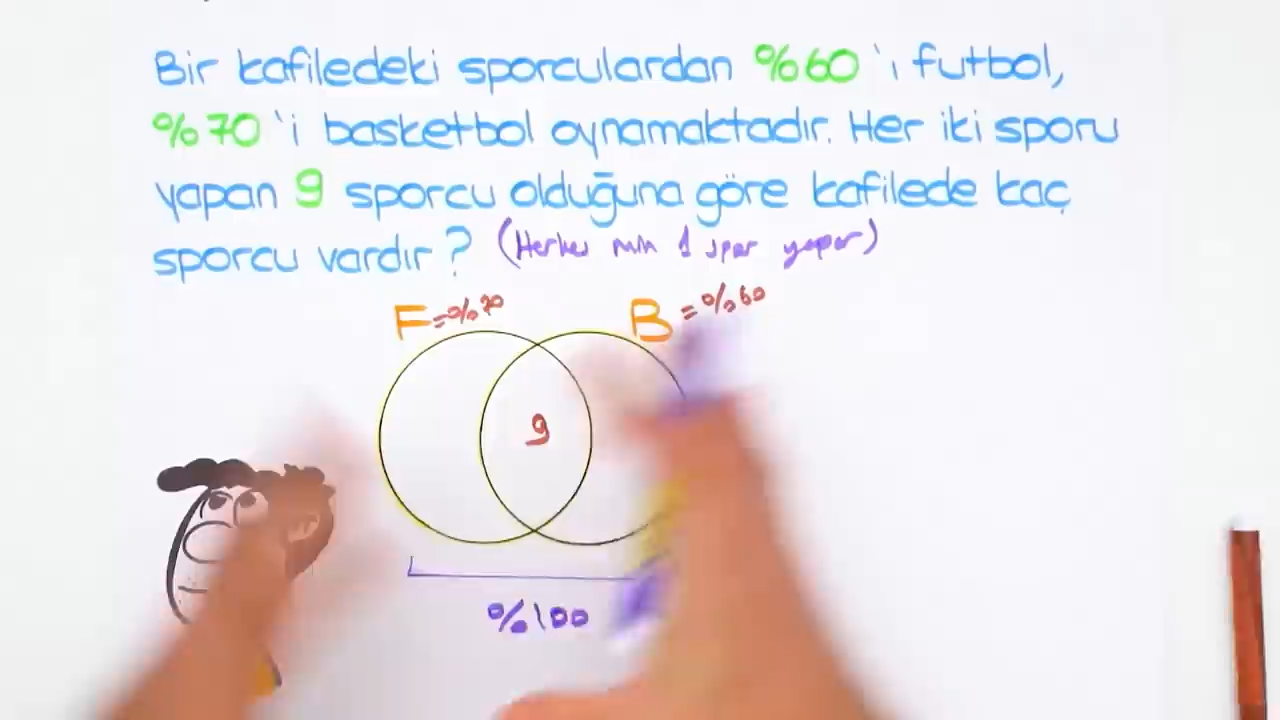 Bir kafiledeki sporculardan %60'i futbol,
%70'i basketbol oynamaktadır. Her iki sporu
yapan 9 sporcu olduğuna göre kafilede kaç
sporcu vardır? (Herkes min 1 spor yapar)
F=%70 B=%60
9
%100